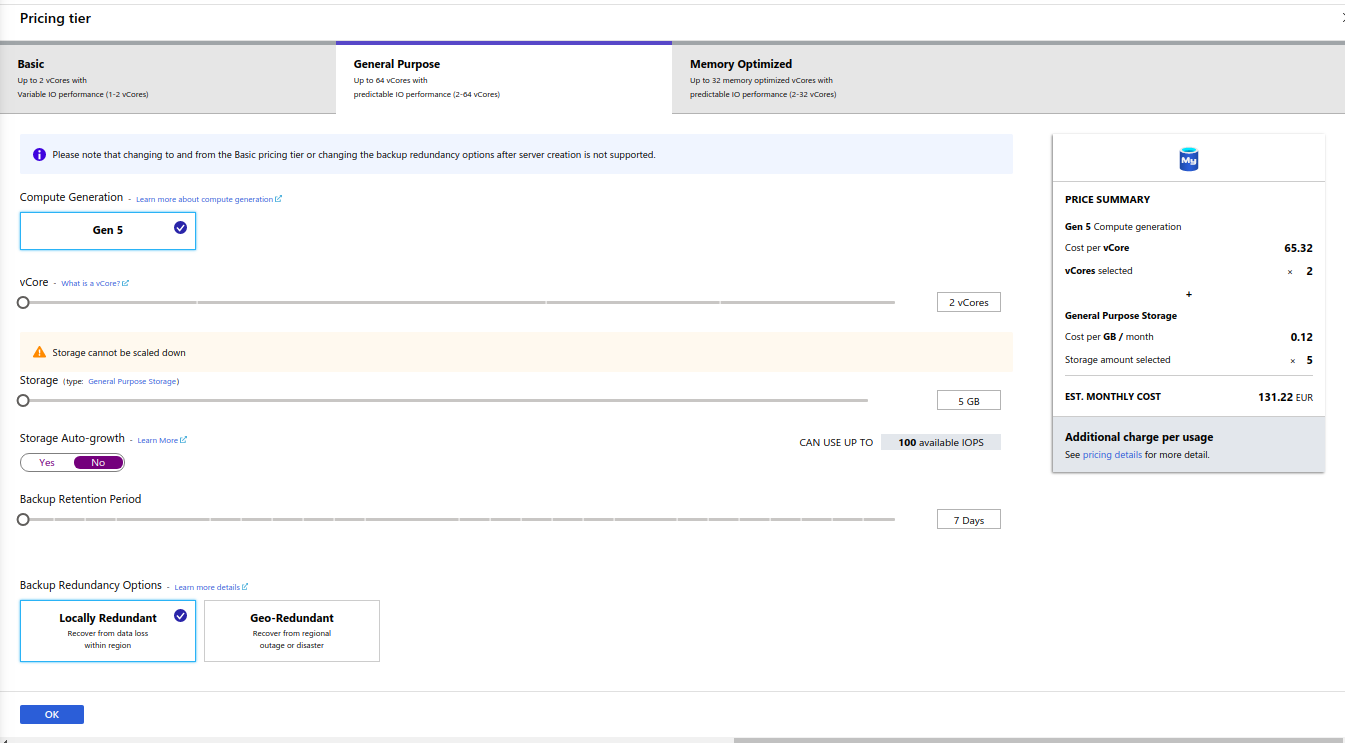 Pricing tier
Basic
Up to 2 vCores with
Variable IO performance (1-2 vCores)
General Purpose
Up to 64 vCores with
predictable IO performance (2-64 vCores)
Memory Optimized
Up to 32 memory optimized vCores with
predictable IO performance (2-32 vCores)
Please note that changing to and from the Basic pricing tier or changing the backup redundancy options after server creation is not supported.
Compute Generation - Learn more about compute generation
Gen 5
vCore - What is a vCore?
2 vCores
Storage cannot be scaled down
Storage (type: General Purpose Storage)
5 GB
Storage Auto-growth - Learn More
CAN USE UP TO 100 available IOPS
Yes No
Backup Retention Period
7 Days
Backup Redundancy Options - Learn more details
Locally Redundant
Recover from data loss
within region
Geo-Redundant
Recover from regional
outage or disaster
OK
My
PRICE SUMMARY
Gen 5 Compute generation
Cost per vCore 65.32
vCores selected × 2
+
General Purpose Storage
Cost per GB / month 0.12
Storage amount selected × 5
EST. MONTHLY COST 131.22 EUR
Additional charge per usage
See pricing details for more detail.